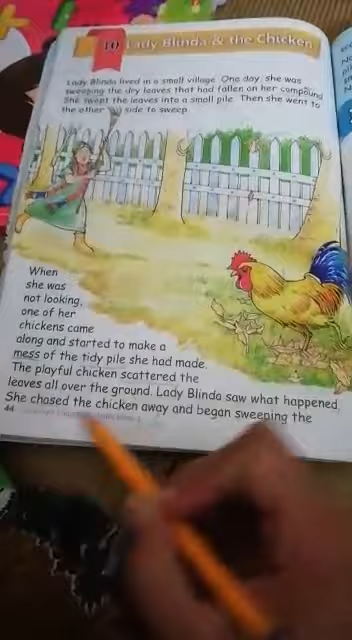 10 Lady Blinda & the Chicken
Lady Blinda lived in a small village. One day, she was
sweeping the dry leaves that had fallen on her compound.
She swept the leaves into a small pile. Then she went to
the other side to sweep.
When
she was
not looking,
one of her
chickens came
along and started to make a
mess of the tidy pile she had made.
The playful chicken scattered the
leaves all over the ground. Lady Blinda saw what happened.
She chased the chicken away and began sweeping the
44